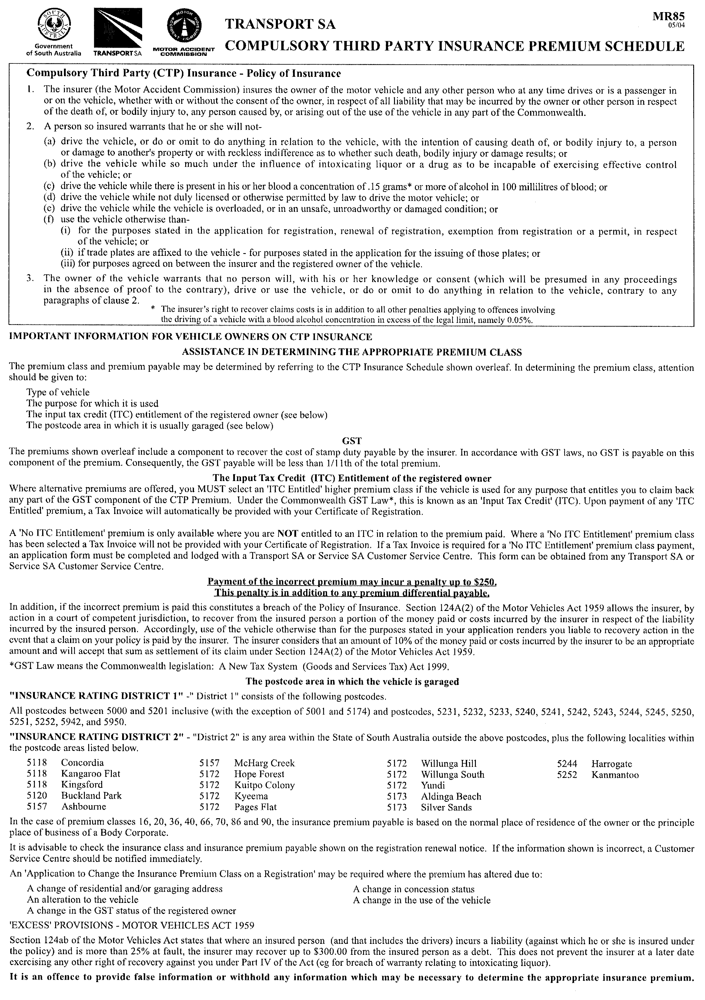 SOUTH AUSTRALIA
Government
of South Australia
TRANSPORT SA
MOTOR ACCIDENT COMMISSION
MOTOR ACCIDENT
COMMISSION
TRANSPORT SA
MR85
05/04
COMPULSORY THIRD PARTY INSURANCE PREMIUM SCHEDULE
Compulsory Third Party (CTP) Insurance - Policy of Insurance
1. The insurer (the Motor Accident Commission) insures the owner of the motor vehicle and any other person who at any time drives or is a passenger in
or on the vehicle, whether with or without the consent of the owner, in respect of all liability that may be incurred by the owner or other person in respect
of the death of, or bodily injury to, any person caused by, or arising out of the use of the vehicle in any part of the Commonwealth.
2. A person so insured warrants that he or she will not-
(a) drive the vehicle, or do or omit to do anything in relation to the vehicle, with the intention of causing death of, or bodily injury to, a person
or damage to another's property or with reckless indifference as to whether such death, bodily injury or damage results; or
(b) drive the vehicle while so much under the influence of intoxicating liquor or a drug as to be incapable of exercising effective control
of the vehicle; or
(c) drive the vehicle while there is present in his or her blood a concentration of .15 grams* or more of alcohol in 100 millilitres of blood; or
(d) drive the vehicle while not duly licensed or otherwise permitted by law to drive the motor vehicle; or
(e) drive the vehicle while the vehicle is overloaded, or in an unsafe, unroadworthy or damaged condition; or
(f) use the vehicle otherwise than-
(i) for the purposes stated in the application for registration, renewal of registration, exemption from registration or a permit, in respect
of the vehicle; or
(ii) if trade plates are affixed to the vehicle - for purposes stated in the application for the issuing of those plates; or
(iii) for purposes agreed on between the insurer and the registered owner of the vehicle.
3. The owner of the vehicle warrants that no person will, with his or her knowledge or consent (which will be presumed in any proceedings
in the absence of proof to the contrary), drive or use the vehicle, or do or omit to do anything in relation to the vehicle, contrary to any
paragraphs of clause 2.
* The insurer's right to recover claims costs is in addition to all other penalties applying to offences involving
the driving of a vehicle with a blood alcohol concentration in excess of the legal limit, namely 0.05%.
IMPORTANT INFORMATION FOR VEHICLE OWNERS ON CTP INSURANCE
ASSISTANCE IN DETERMINING THE APPROPRIATE PREMIUM CLASS
The premium class and premium payable may be determined by referring to the CTP Insurance Schedule shown overleaf. In determining the premium class, attention
should be given to:
Type of vehicle
The purpose for which it is used
The input tax credit (ITC) entitlement of the registered owner (see below)
The postcode area in which it is usually garaged (see below)
GST
The premiums shown overleaf include a component to recover the cost of stamp duty payable by the insurer. In accordance with GST laws, no GST is payable on this
component of the premium. Consequently, the GST payable will be less than 1/11th of the total premium.
The Input Tax Credit (ITC) Entitlement of the registered owner
Where alternative premiums are offered, you MUST select an 'ITC Entitled' higher premium class if the vehicle is used for any purpose that entitles you to claim back
any part of the GST component of the CTP Premium. Under the Commonwealth GST Law*, this is known as an 'Input Tax Credit' (ITC). Upon payment of any 'ITC
Entitled' premium, a Tax Invoice will automatically be provided with your Certificate of Registration.
A 'No ITC Entitlement' premium is only available where you are NOT entitled to an ITC in relation to the premium paid. Where a 'No ITC Entitlement' premium class
has been selected a Tax Invoice will not be provided with your Certificate of Registration. If a Tax Invoice is required for a 'No ITC Entitlement' premium class payment,
an application form must be completed and lodged with a Transport SA or Service SA Customer Service Centre. This form can be obtained from any Transport SA or
Service SA Customer Service Centre.
Payment of the incorrect premium may incur a penalty up to $250.
This penalty is in addition to any premium differential payable.
In addition, if the incorrect premium is paid this constitutes a breach of the Policy of Insurance. Section 124A(2) of the Motor Vehicles Act 1959 allows the insurer, by
action in a court of competent jurisdiction, to recover from the insured person a portion of the money paid or costs incurred by the insurer in respect of the liability
incurred by the insured person. Accordingly, use of the vehicle otherwise than for the purposes stated in your application renders you liable to recovery action in the
event that a claim on your policy is paid by the insurer. The insurer considers that an amount of 10% of the money paid or costs incurred by the insurer to be an appropriate
amount and will accept that sum as settlement of its claim under Section 124A(2) of the Motor Vehicles Act 1959.
*GST Law means the Commonwealth legislation: A New Tax System (Goods and Services Tax) Act 1999.
The postcode area in which the vehicle is garaged
"INSURANCE RATING DISTRICT 1" -" District 1" consists of the following postcodes.
All postcodes between 5000 and 5201 inclusive (with the exception of 5001 and 5174) and postcodes, 5231, 5232, 5233, 5240, 5241, 5242, 5243, 5244, 5245, 5250,
5251, 5252, 5942, and 5950.
"INSURANCE RATING DISTRICT 2" - "District 2" is any area within the State of South Australia outside the above postcodes, plus the following localities within
the postcode areas listed below.
5118 Concordia 5157 McHarg Creek 5172 Willunga Hill 5244 Harrogate
5118 Kangaroo Flat 5172 Hope Forest 5172 Willunga South 5252 Kanmantoo
5118 Kingsford 5172 Kuitpo Colony 5172 Yundi
5120 Buckland Park 5172 Kyeema 5173 Aldinga Beach
5157 Ashbourne 5172 Pages Flat 5173 Silver Sands
In the case of premium classes 16, 20, 36, 40, 66, 70, 86 and 90, the insurance premium payable is based on the normal place of residence of the owner or the principle
place of business of a Body Corporate.
It is advisable to check the insurance class and insurance premium payable shown on the registration renewal notice. If the information shown is incorrect, a Customer
Service Centre should be notified immediately.
An 'Application to Change the Insurance Premium Class on a Registration' may be required where the premium has altered due to:
A change of residential and/or garaging address A change in concession status
An alteration to the vehicle A change in the use of the vehicle
A change in the GST status of the registered owner
'EXCESS' PROVISIONS - MOTOR VEHICLES ACT 1959
Section 124ab of the Motor Vehicles Act states that where an insured person (and that includes the drivers) incurs a liability (against which he or she is insured under
the policy) and is more than 25% at fault, the insurer may recover up to $300.00 from the insured person as a debt. This does not prevent the insurer at a later date
exercising any other right of recovery against you under Part IV of the Act (eg for breach of warranty relating to intoxicating liquor).
It is an offence to provide false information or withhold any information which may be necessary to determine the appropriate insurance premium.